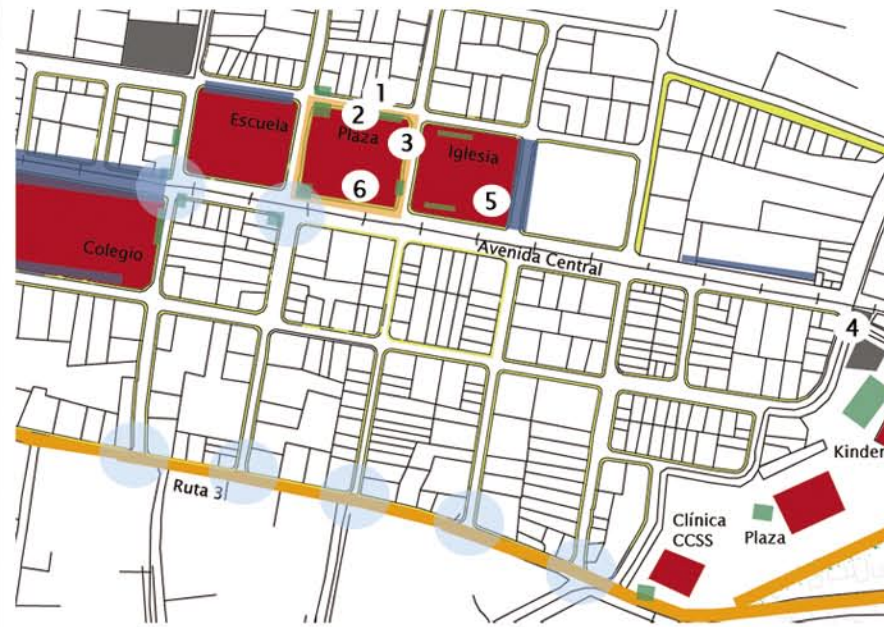 1
Escuela
2
Plaza
3
Iglesia
6
5
Colegio
Avenida Central
4
Kinder
Ruta 3
Clínica
CCSS
Plaza